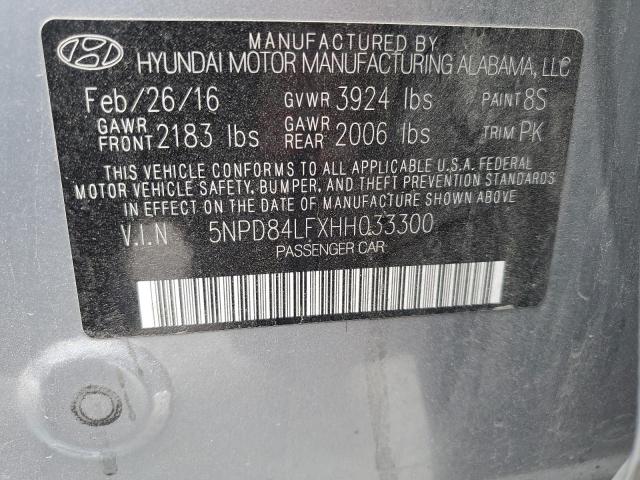 MANUFACTURED BY
HYUNDAI MOTOR MANUFACTURING ALABAMA, LLC
Feb/26/16 GVWR 3924 lbs PAINT 8S
GAWR FRONT 2183 lbs GAWR REAR 2006 lbs TRIM PK
THIS VEHICLE CONFORMS TO ALL APPLICABLE U.S.A. FEDERAL
MOTOR VEHICLE SAFETY, BUMPER, AND THEFT PREVENTION STANDARDS
IN EFFECT ON THE DATE OF MANUFACTURE SHOWN ABOVE.
V.I.N 5NPD84LFXHH033300
PASSENGER CAR